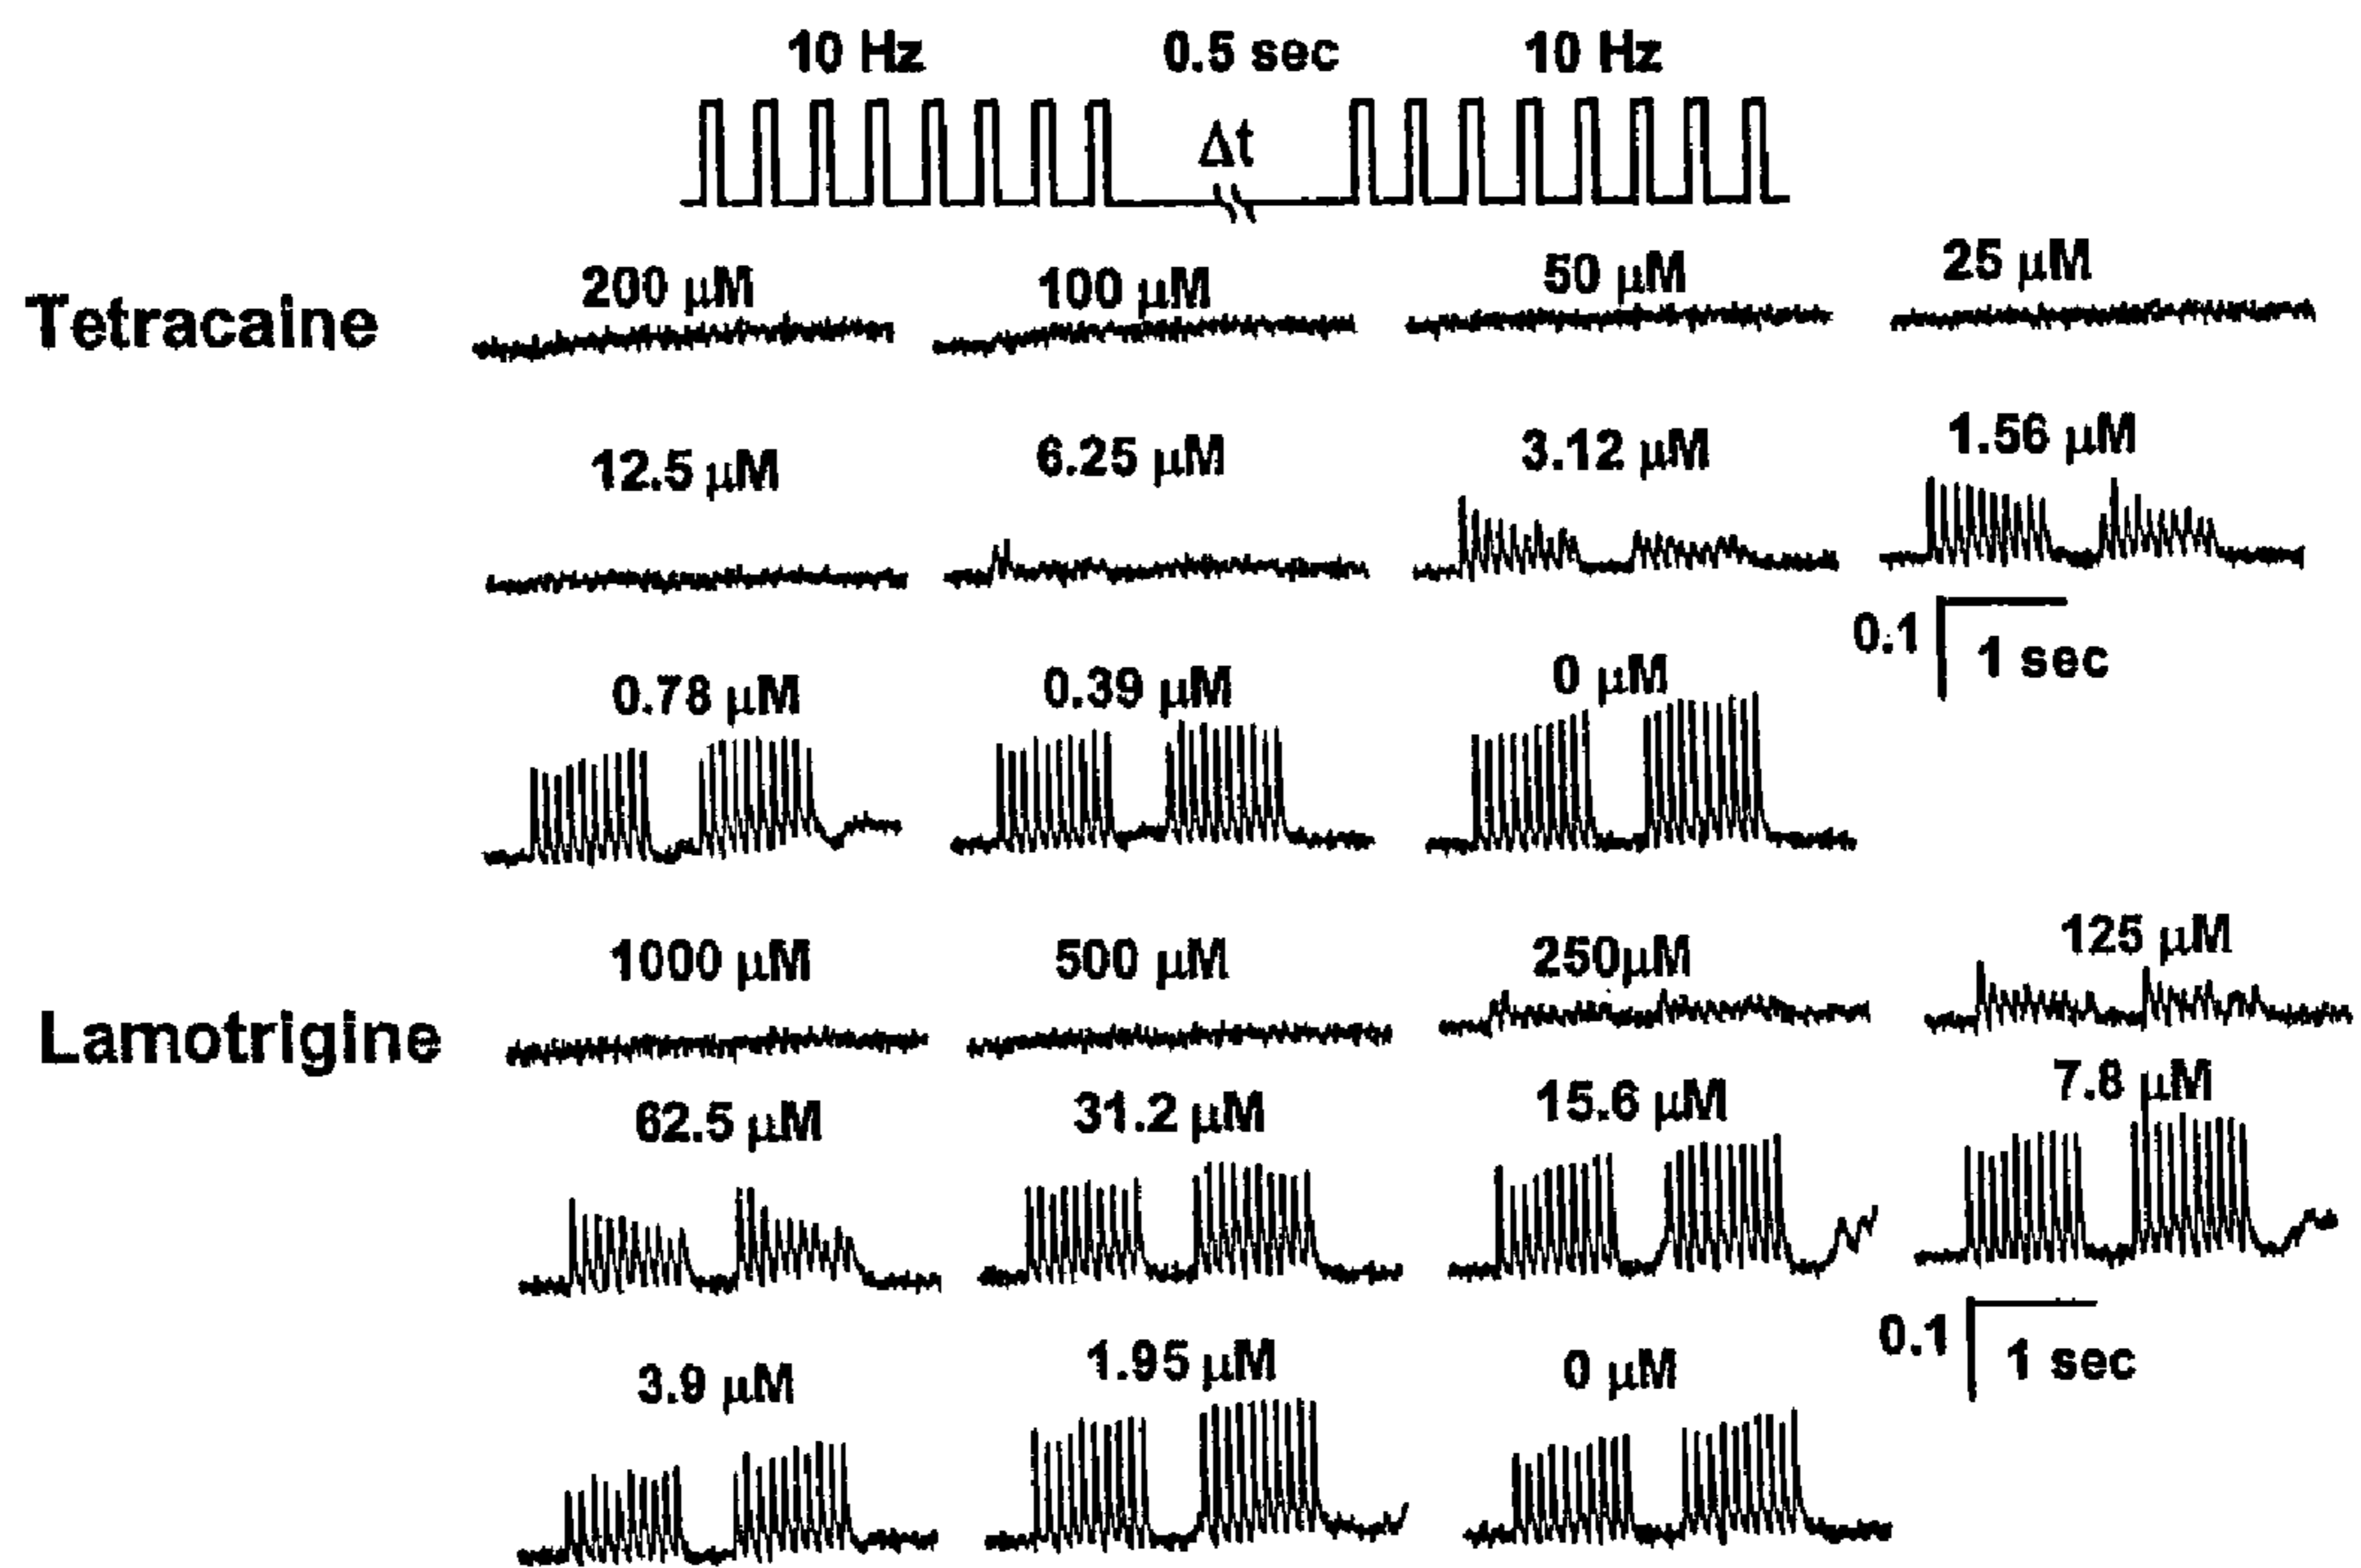 10 Hz 0.5 sec 10 Hz
Δt
Tetracaine 200 μM 100 μM 50 μM 25 μM
12.5 μM 6.25 μM 3.12 μM 1.56 μM
0.1 1 sec
0.78 μM 0.39 μM 0 μM
Lamotrigine 1000 μM 500 μM 250μM 125 μM
62.5 μM 31.2 μM 15.6 μM 7.8 μM
0.1 1 sec
3.9 μM 1.95 μM 0 μM